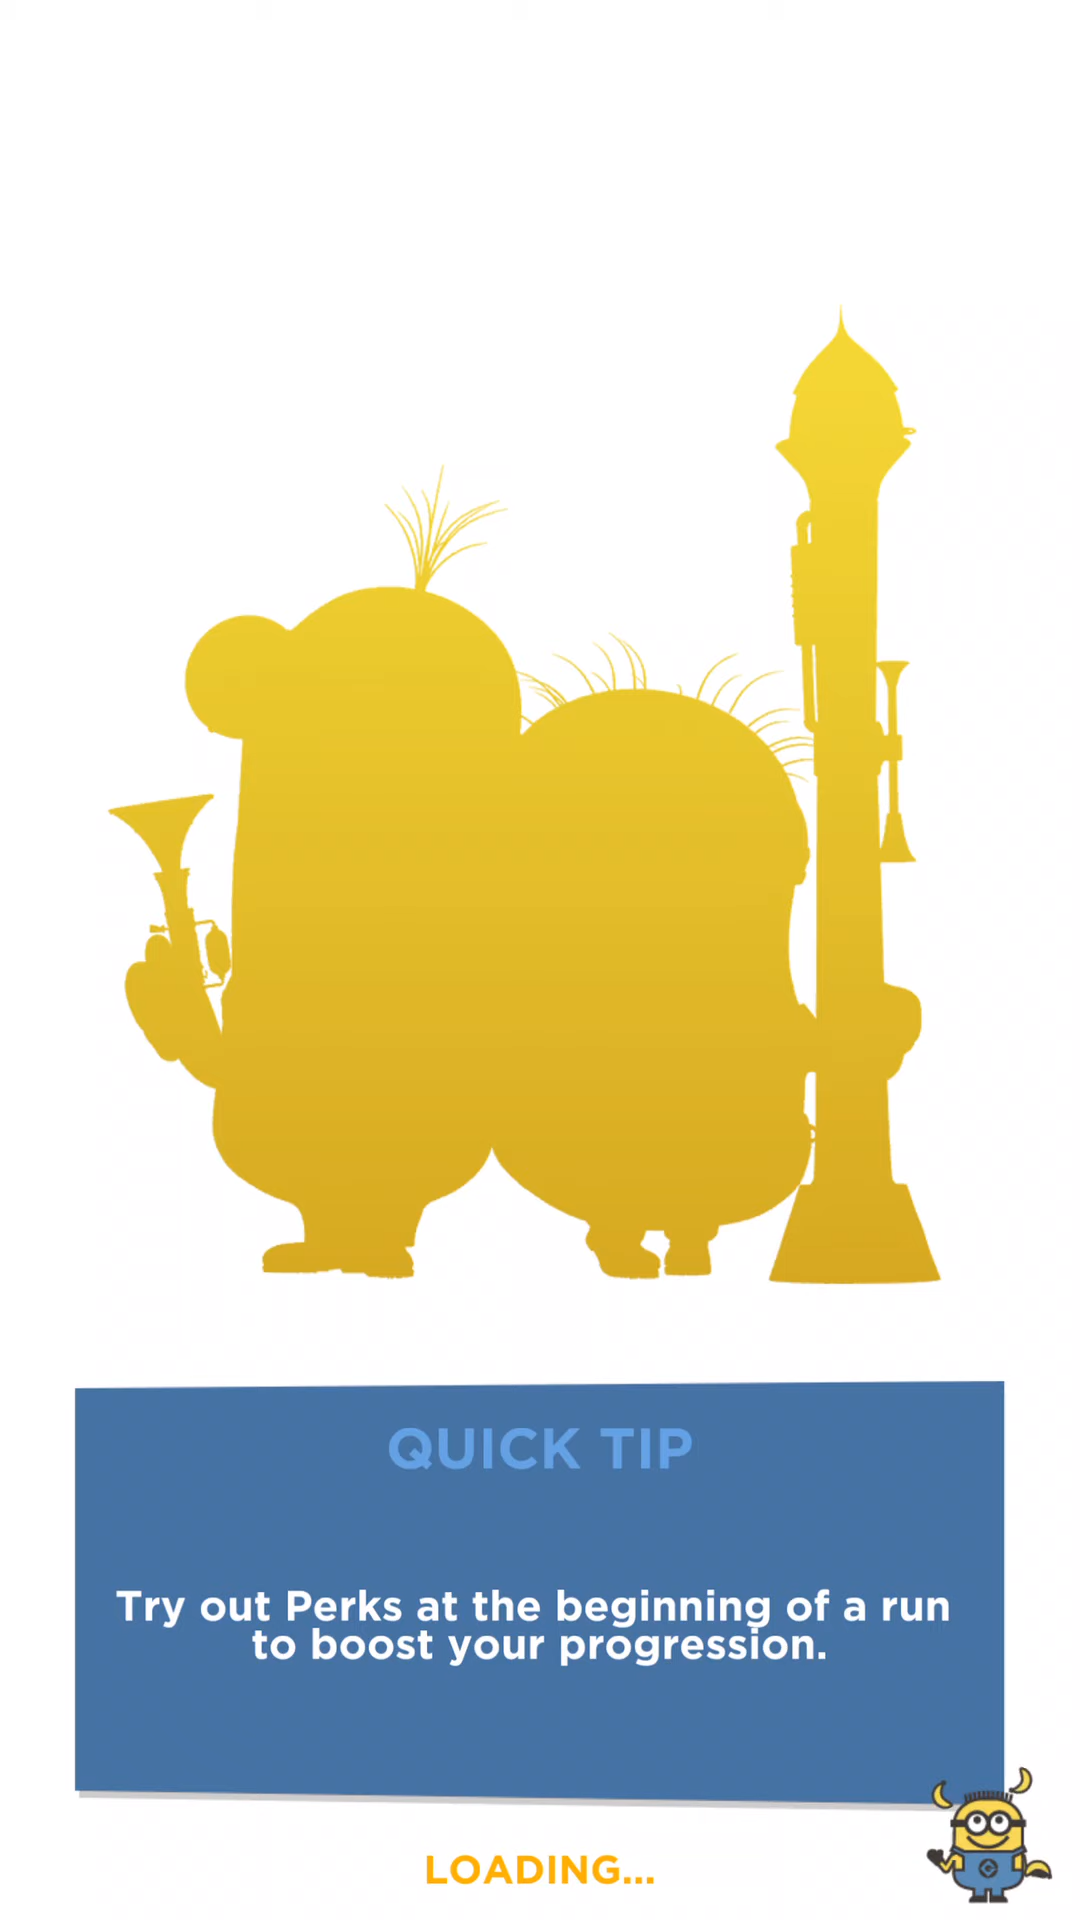 QUICK TIP
Try out Perks at the beginning of a run
to boost your progression.
LOADING...